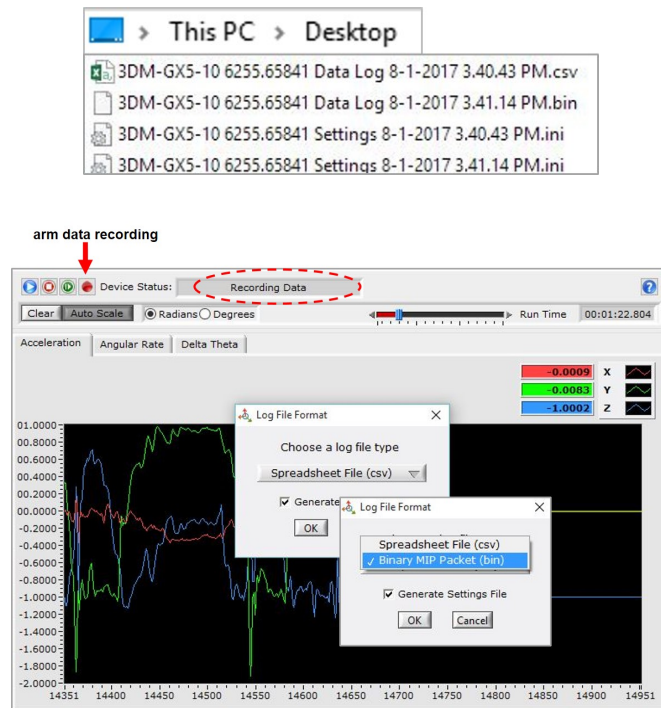 This PC > Desktop
3DM-GX5-10 6255.65841 Data Log 8-1-2017 3.40.43 PM.csv
3DM-GX5-10 6255.65841 Data Log 8-1-2017 3.41.14 PM.bin
3DM-GX5-10 6255.65841 Settings 8-1-2017 3.40.43 PM.ini
3DM-GX5-10 6255.65841 Settings 8-1-2017 3.41.14 PM.ini
arm data recording
Device Status: Recording Data ?
Clear Auto Scale Radians Degrees Run Time 00:01:22.804
Acceleration Angular Rate Delta Theta
-0.0009 X
-0.0083 Y
-1.0002 Z
Log File Format
Choose a log file type
Spreadsheet File (csv)
Generate
OK
Log File Format
Spreadsheet File (csv)
Binary MIP Packet (bin)
Generate Settings File
OK Cancel
01.0000
00.8000
00.6000
00.4000
00.2000
00.0000
-0.2000
-0.4000
-0.6000
-0.8000
-1.0000
-1.2000
-1.4000
-1.6000
-1.8000
-2.0000
14351 14400 14450 14500 14550 14600 14650 14700 14750 14800 14850 14900 14951